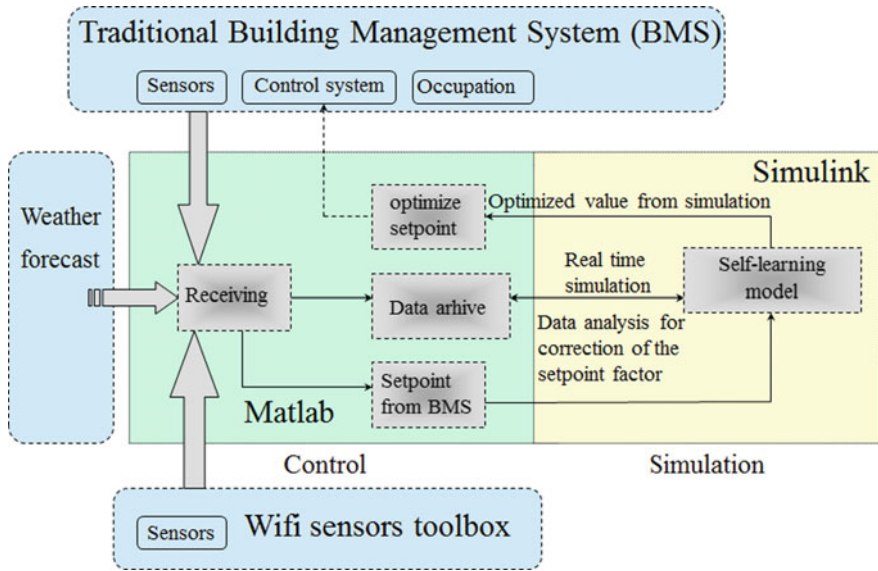 Traditional Building Management System (BMS)
Sensors
Control system
Occupation
Weather
forecast
Simulink
optimize
setpoint
Optimized value from simulation
Receiving
Data arhive
Real time
simulation
Self-learning
model
Data analysis for
correction of the
setpoint factor
Setpoint
from BMS
Matlab
Control
Simulation
Sensors
Wifi sensors toolbox